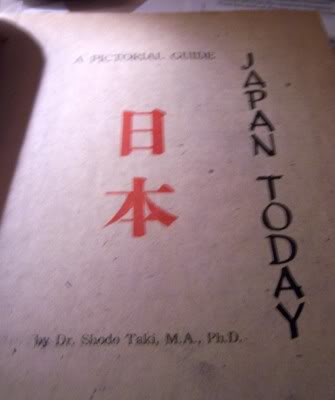 A PICTORIAL GUIDE
JAPAN TODAY
日本
by Dr. Shodo Taki, M.A., Ph.D.